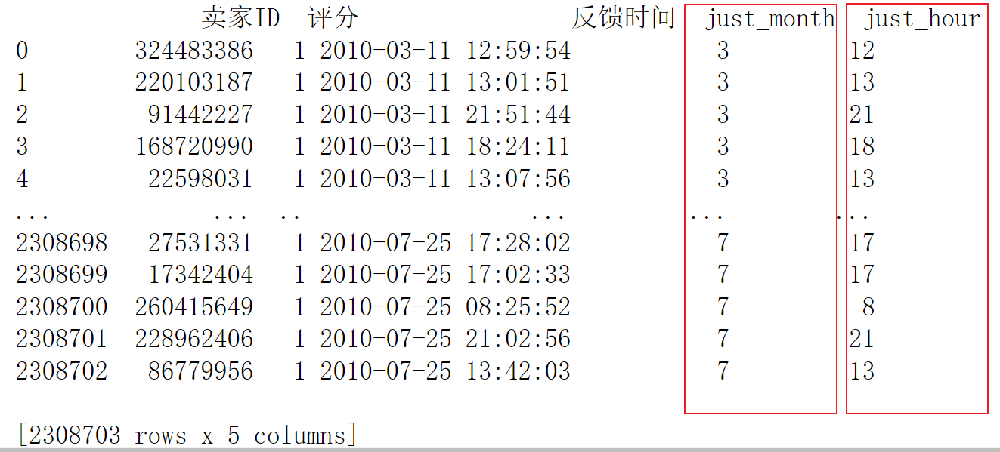 卖家ID 评分 反馈时间 just_month just_hour
0 324483386 1 2010-03-11 12:59:54 3 12
1 220103187 1 2010-03-11 13:01:51 3 13
2 91442227 1 2010-03-11 21:51:44 3 21
3 168720990 1 2010-03-11 18:24:11 3 18
4 22598031 1 2010-03-11 13:07:56 3 13
... ... .. ... ... ...
2308698 27531331 1 2010-07-25 17:28:02 7 17
2308699 17342404 1 2010-07-25 17:02:33 7 17
2308700 260415649 1 2010-07-25 08:25:52 7 8
2308701 228962406 1 2010-07-25 21:02:56 7 21
2308702 86779956 1 2010-07-25 13:42:03 7 13
[2308703 rows x 5 columns]